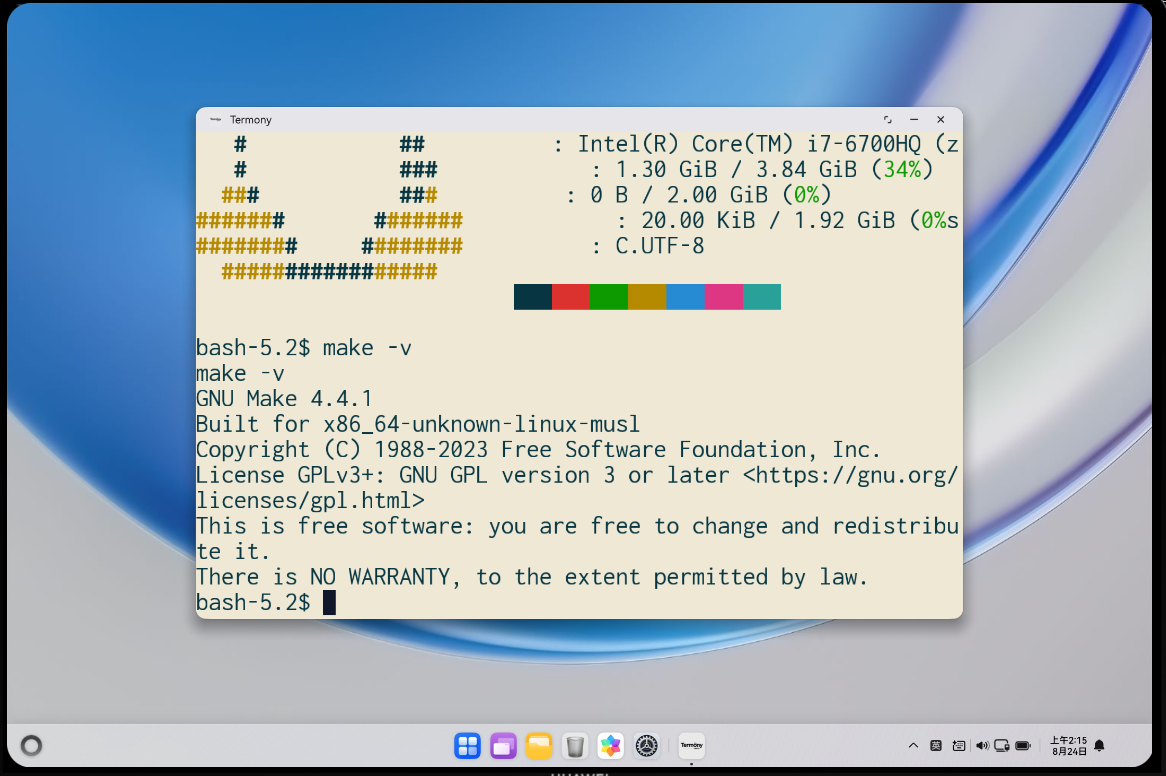 Termony
# ## : Intel(R) Core(TM) i7-6700HQ (z
# ### : 1.30 GiB / 3.84 GiB (34%)
### ### : 0 B / 2.00 GiB (0%)
####### ####### : 20.00 KiB / 1.92 GiB (0%s
######## ######## : C.UTF-8
#################
bash-5.2$ make -v
make -v
GNU Make 4.4.1
Built for x86_64-unknown-linux-musl
Copyright (C) 1988-2023 Free Software Foundation, Inc.
License GPLv3+: GNU GPL version 3 or later <https://gnu.org/
licenses/gpl.html>
This is free software: you are free to change and redistribu
te it.
There is NO WARRANTY, to the extent permitted by law.
bash-5.2$
Termony
英
上午2:15
8月24日
HUAWEI